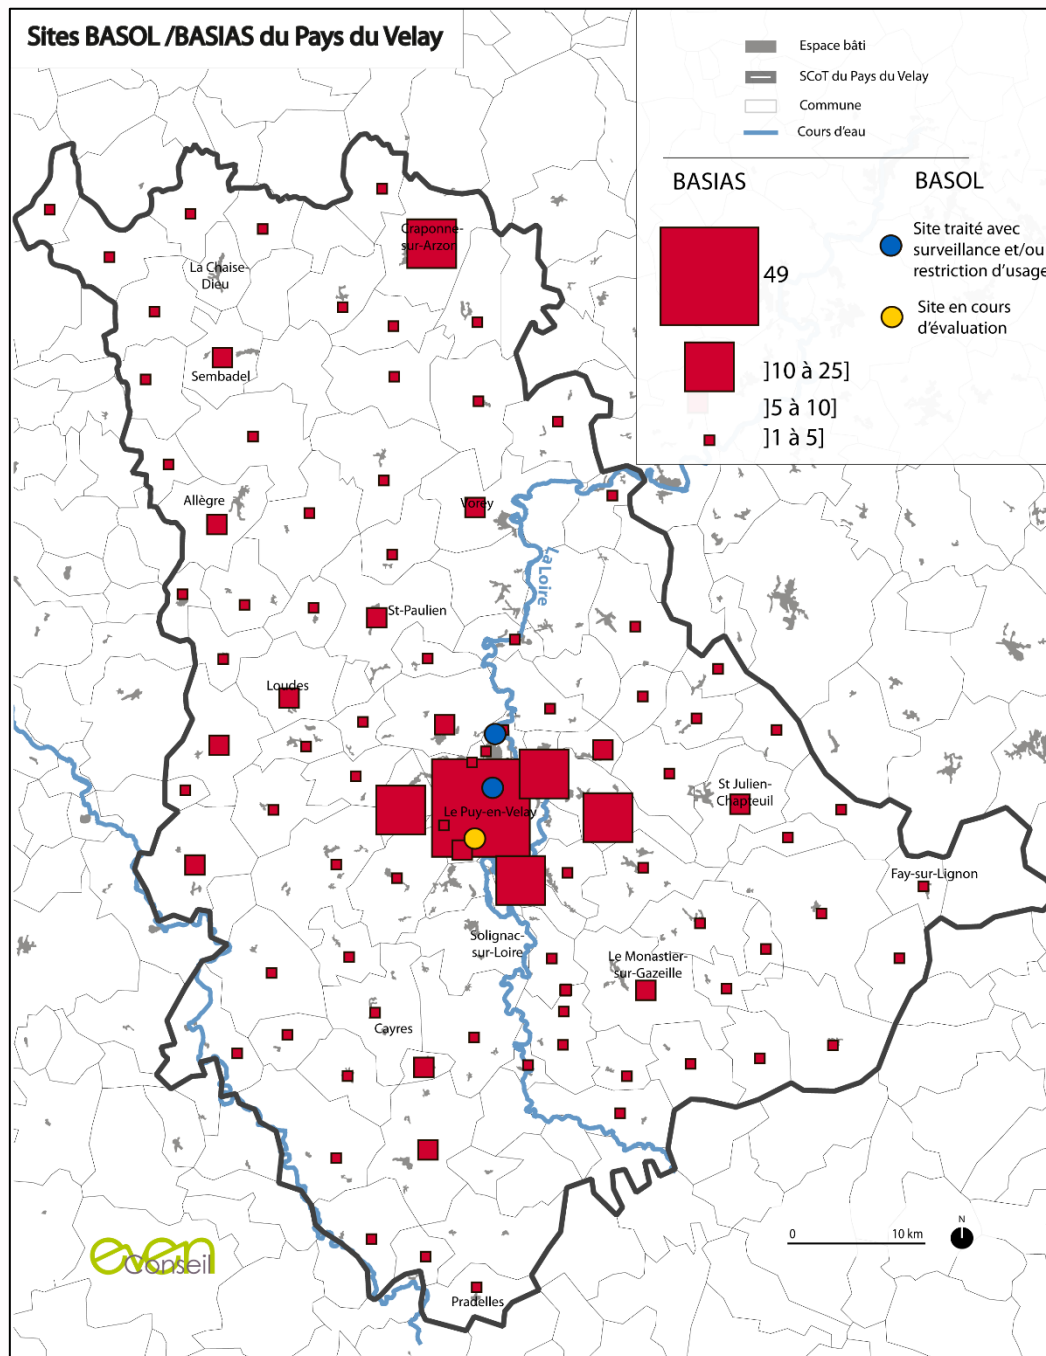 Sites BASOL /BASIAS du Pays du Velay
Espace bâti
SCoT du Pays du Velay
Commune
Cours d'eau
BASIAS
BASOL
49
]10 à 25]
]5 à 10]
]1 à 5]
Site traité avec
surveillance et/ou
restriction d'usage
Site en cours
d'évaluation
Craponne-
sur-Arzon
La Chaise-
Dieu
Sembadel
Allègre
Vorey
La Loire
St-Paulien
Loudes
Le Puy-en-Velay
St Julien-
Chapteuil
Fay-sur-Lignon
Solignac-
sur-Loire
Le Monastier-
sur-Gazeille
Cayres
Pradelles
even
Conseil
0
10 km
N